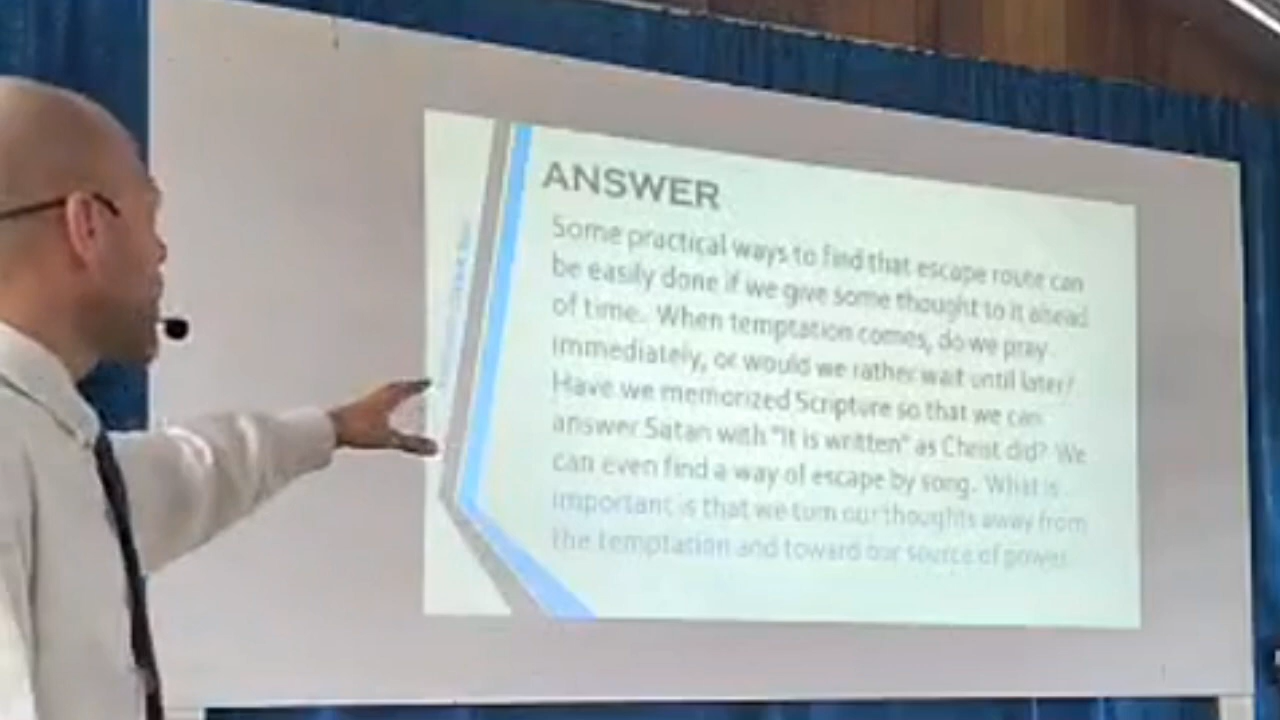 ANSWER
Some practical ways to find that escape route can
be easily done if we give some thought to it ahead
of time. When temptation comes, do we pray
immediately, or would we rather wait until later?
Have we memorized Scripture so that we can
answer Satan with "It is written" as Christ did? We
can even find a way of escape by song. What is
important is that we turn our thoughts away from
the temptation and toward our source of power.